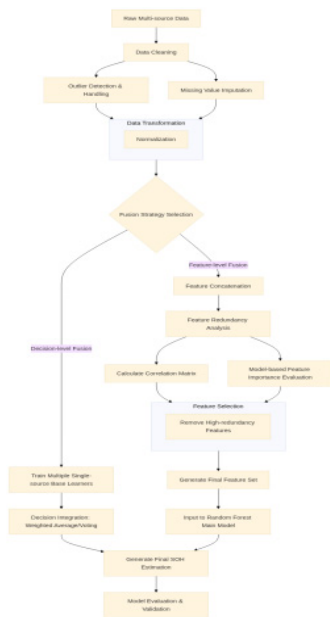 Raw Multi-source Data
Data Cleaning
Outlier Detection &
Handling
Missing Value Imputation
Data Transformation
Normalization
Fusion Strategy Selection
Feature-level Fusion
Feature Concatenation
Feature Redundancy
Analysis
Decision-level Fusion
Calculate Correlation Matrix
Model-based Feature
Importance Evaluation
Feature Selection
Remove High-redundancy
Features
Train Multiple Single-
source Base Learners
Generate Final Feature Set
Decision Integration:
Weighted Average/Voting
Input to Random Forest
Main Model
Generate Final SOH
Estimation
Model Evaluation &
Validation